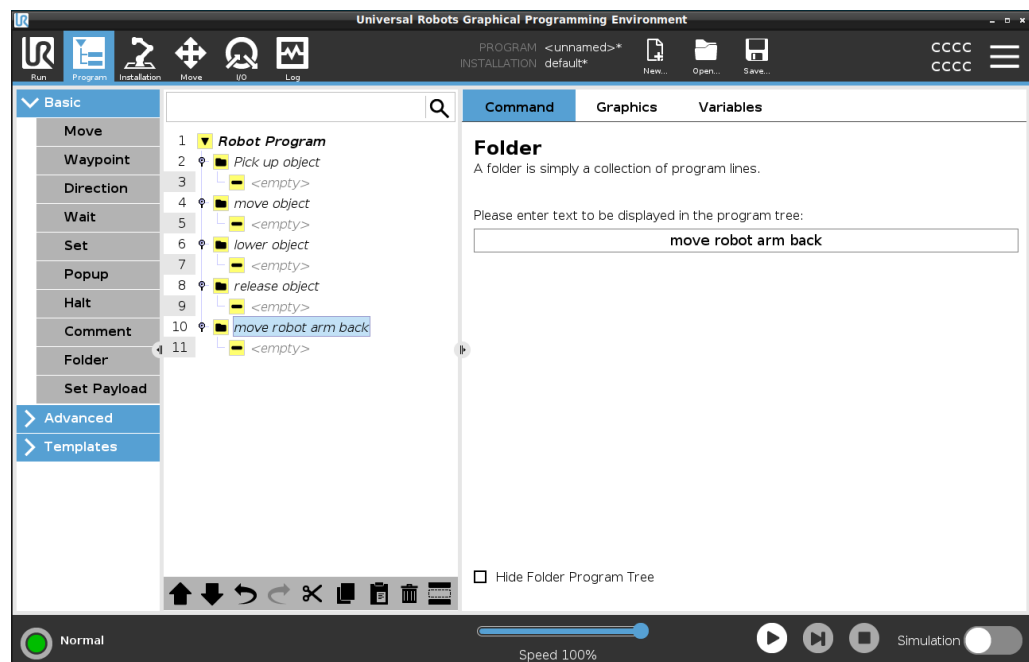 UR
Universal Robots Graphical Programming Environment
UR
Run
Program
Installation
Move
I/O
Log
PROGRAM <unnamed>*
INSTALLATION default*
New...
Open...
Save...
CCCC
CCCC
Basic
Move
Waypoint
Direction
Wait
Set
Popup
Halt
Comment
Folder
Set Payload
Advanced
Templates
1 Robot Program
2 Pick up object
3 <empty>
4 move object
5 <empty>
6 lower object
7 <empty>
8 release object
9 <empty>
10 move robot arm back
11 <empty>
Command Graphics Variables
Folder
A folder is simply a collection of program lines.
Please enter text to be displayed in the program tree:
move robot arm back
Hide Folder Program Tree
Normal
Speed 100%
Simulation